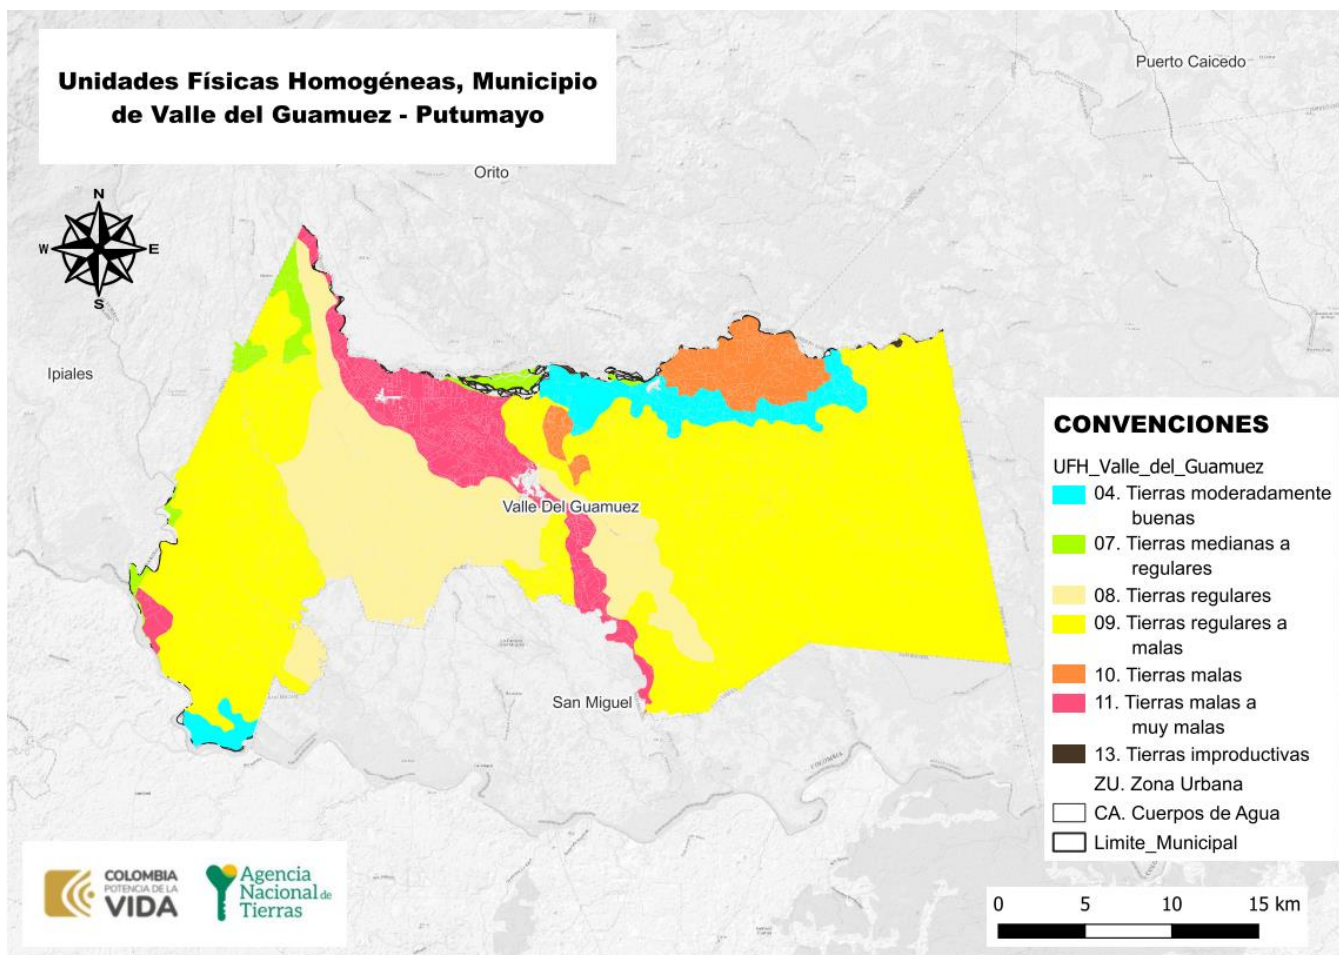 Unidades Físicas Homogéneas, Municipio
de Valle del Guamuez - Putumayo
Puerto Caicedo
Orito
N
W
E
S
Ipiales
Valle Del Guamuez
San Miguel
COLOMBIA
CONVENCIONES
UFH_Valle_del_Guamuez
04. Tierras moderadamente
buenas
07. Tierras medianas a
regulares
08. Tierras regulares
09. Tierras regulares a
malas
10. Tierras malas
11. Tierras malas a
muy malas
13. Tierras improductivas
ZU. Zona Urbana
CA. Cuerpos de Agua
Limite_Municipal
COLOMBIA
POTENCIA DE LA
VIDA
Agencia
Nacional de
Tierras
0 5 10 15 km